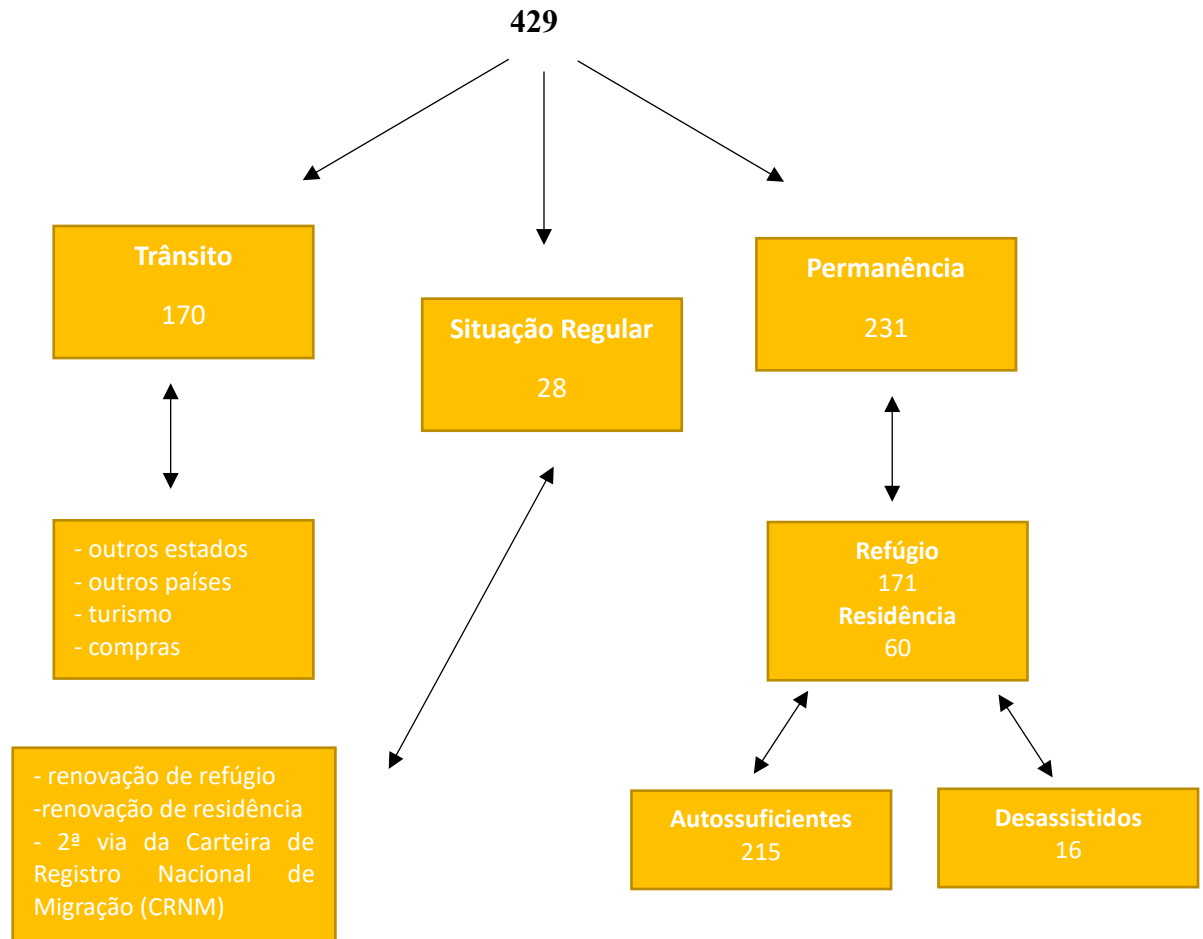 429
Trânsito
170
Situação Regular
28
Permanência
231
- outros estados
- outros países
- turismo
- compras
Refúgio
171
Residência
60
- renovação de refúgio
-renovação de residência
- 2ª via da Carteira de
Registro Nacional de
Migração (CRNM)
Autossuficientes
215
Desassistidos
16